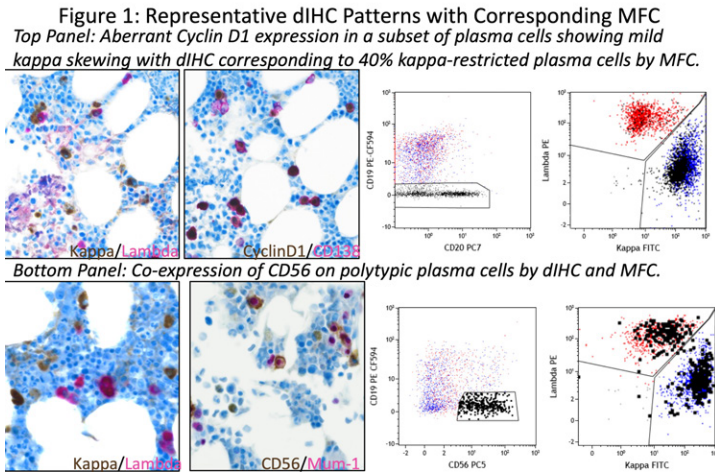 Figure 1: Representative dIHC Patterns with Corresponding MFC
Top Panel: Aberrant Cyclin D1 expression in a subset of plasma cells showing mild
kappa skewing with dIHC corresponding to 40% kappa-restricted plasma cells by MFC.
Kappa/Lambda
CyclinD1/CD138
CD19 PE-CF594
CD20 PC7
Lambda PE
Kappa FITC
Bottom Panel: Co-expression of CD56 on polytypic plasma cells by dIHC and MFC.
Kappa/Lambda
CD56/Mum-1
CD19 PE CF594
CD56 PC5
Lambda PE
Kappa FITC